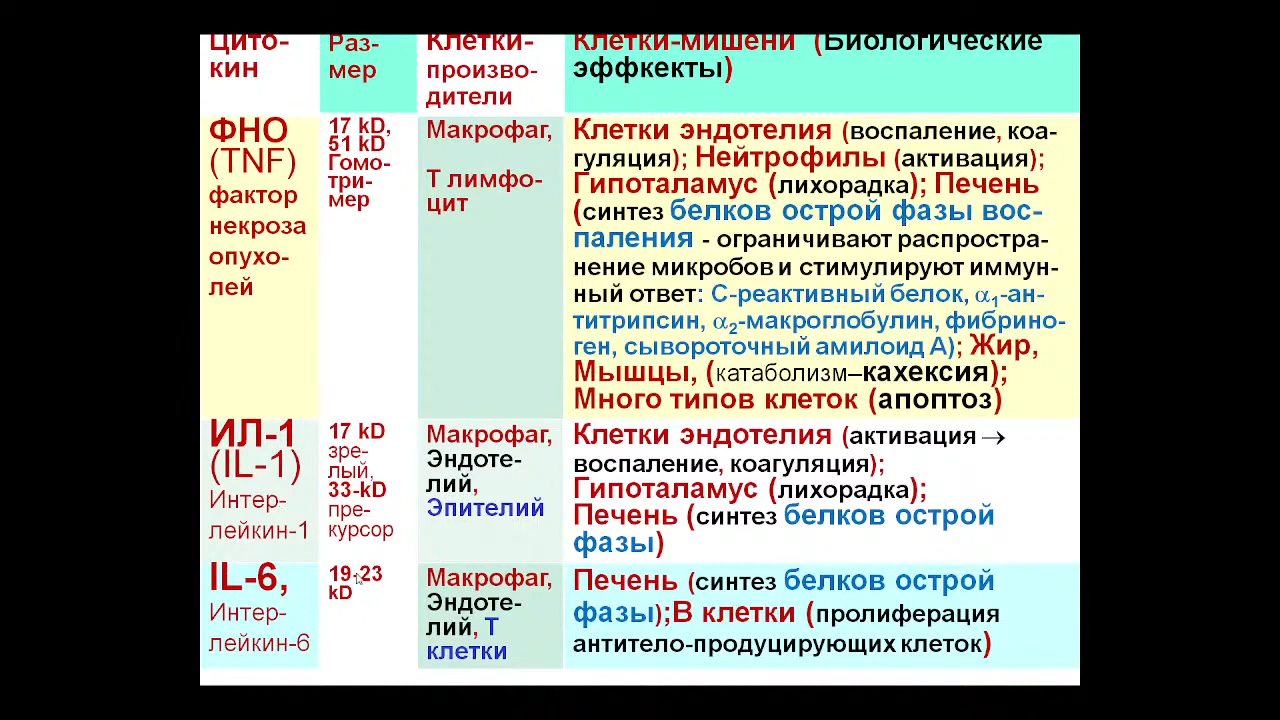 Цито-
кин
Раз-
мер
Клетки-
произво-
дители
Клетки-мишени (Биологические
эффкекты)
ФНО
(TNF)
фактор
некроза
опухо-
лей
17 kD,
51 kD
Гомо-
три-
мер
Макрофаг,
Т лимфо-
цит
Клетки эндотелия (воспаление, коа-
гуляция); Нейтрофилы (активация);
Гипоталамус (лихорадка); Печень
(синтез белков острой фазы вос-
паления - ограничивают распростра-
нение микробов и стимулируют иммун-
ный ответ: С-реактивный белок, α1-ан-
титрипсин, α2-макроглобулин, фибрино-
ген, сывороточный амилоид А); Жир,
Мышцы, (катаболизм–кахексия);
Много типов клеток (апоптоз)
ИЛ-1
(IL-1)
Интер-
лейкин-1
17 kD
зре-
лый,
33-kD
пре-
курсор
Макрофаг,
Эндоте-
лий,
Эпителий
Клетки эндотелия (активация →
воспаление, коагуляция);
Гипоталамус (лихорадка);
Печень (синтез белков острой
фазы)
IL-6,
Интер-
лейкин-6
19-23
kD
Макрофаг,
Эндоте-
лий, Т
клетки
Печень (синтез белков острой
фазы);В клетки (пролиферация
антитело-продуцирующих клеток)